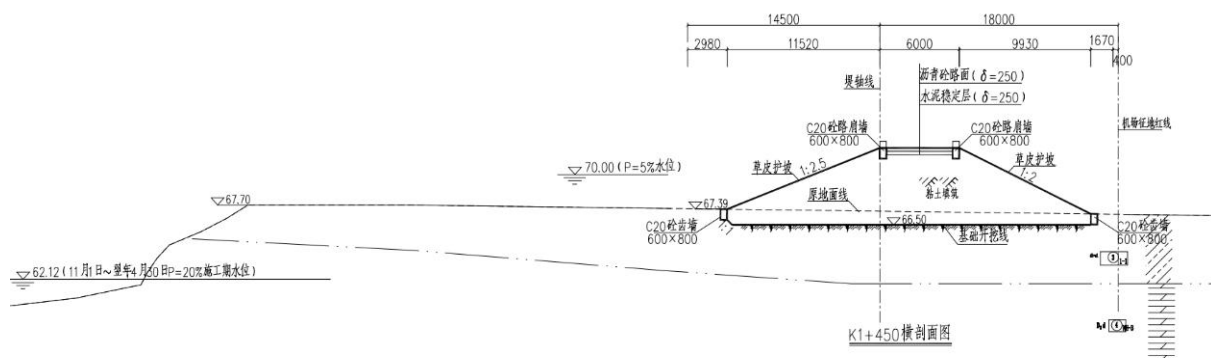 14500
18000
2980
11520
6000
9930
1670
400
堤轴线
沥青砼路面(δ=250)
水泥稳定层(δ=250)
机场征地红线
C20砼路肩墙
600×800
C20砼路肩墙
600×800
70.00(P=5%水位)
草皮护坡
1:2.5
草皮护坡
1:2
粘土填筑
67.70
67.39
原地面线
66.50
C20砼齿墙
600×800
基础开挖线
C20砼齿墙
600×800
62.12(11月1日～翌年4月30日P=20%施工期水位)
K1+450横剖面图